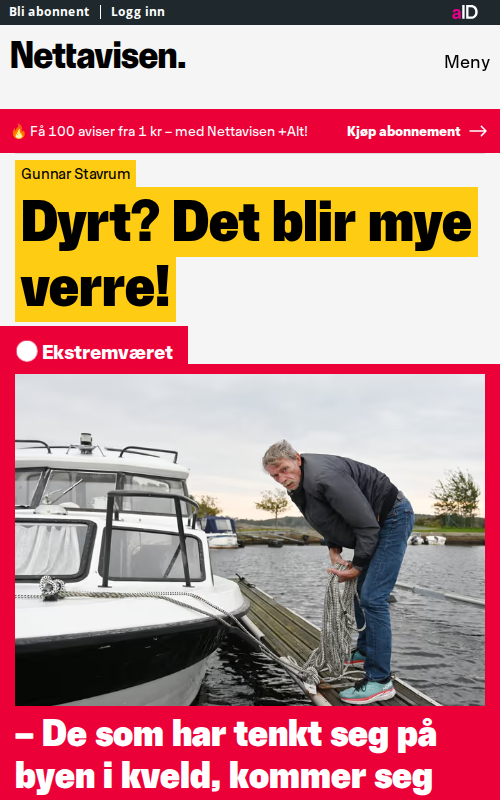 Bli abonnent | Logg inn
aID
Nettavisen.
Meny
🔥 Få 100 aviser fra 1 kr – med Nettavisen +Alt!
Kjøp abonnement →
Gunnar Stavrum
Dyrt? Det blir mye
verre!
Ekstremværet
– De som har tenkt seg på
byen i kveld, kommer seg